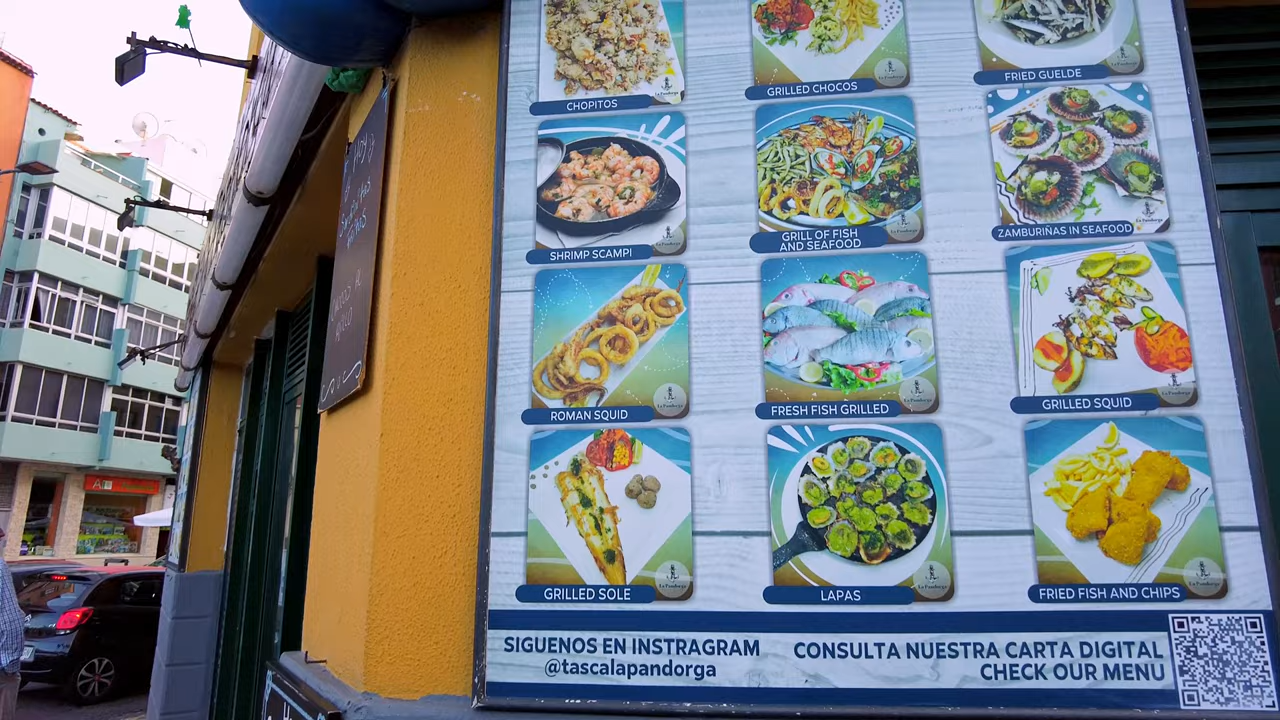 CHOPITOS
GRILLED CHOCOS
FRIED GUELDE
SHRIMP SCAMPI
GRILL OF FISH
AND SEAFOOD
ZAMBURIÑAS IN SEAFOOD
ROMAN SQUID
FRESH FISH GRILLED
GRILLED SQUID
GRILLED SOLE
LAPAS
FRIED FISH AND CHIPS
La Pandorga
SIGUENOS EN INSTRAGRAM
@tascalapandorga
CONSULTA NUESTRA CARTA DIGITAL
CHECK OUR MENU